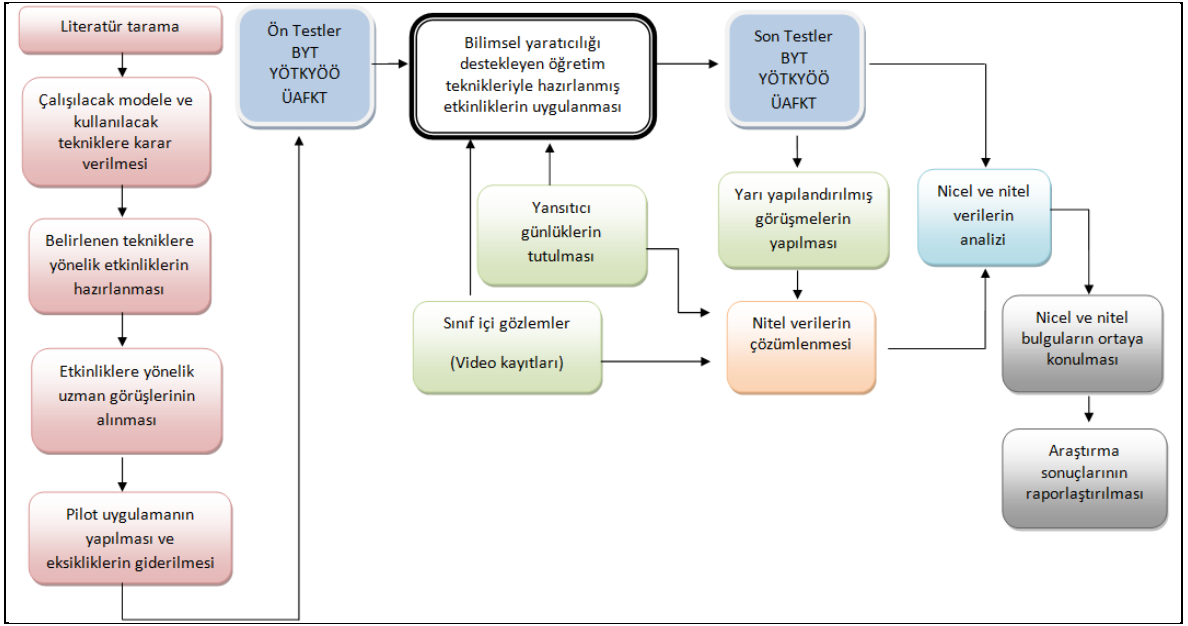 Literatür tarama
Çalışılacak modele ve
kullanılacak
tekniklere karar
verilmesi
Belirlenen tekniklere
yönelik etkinliklerin
hazırlanması
Etkinliklere yönelik
uzman görüşlerinin
alınması
Pilot uygulamanın
yapılması ve
eksikliklerin giderilmesi
Ön Testler
BYT
YÖTKYÖÖ
ÜAFKT
Bilimsel yaratıcılığı
destekleyen öğretim
teknikleriyle hazırlanmış
etkinliklerin uygulanması
Yansıtıcı
günlüklerin
tutulması
Sınıf içi gözlemler
(Video kayıtları)
Son Testler
BYT
YÖTKYÖÖ
ÜAFKT
Yarı yapılandırılmış
görüşmelerin
yapılması
Nitel verilerin
çözümlenmesi
Nicel ve nitel
verilerin
analizi
Nicel ve nitel
bulguların ortaya
konulması
Araştırma
sonuçlarının
raporlaştırılması